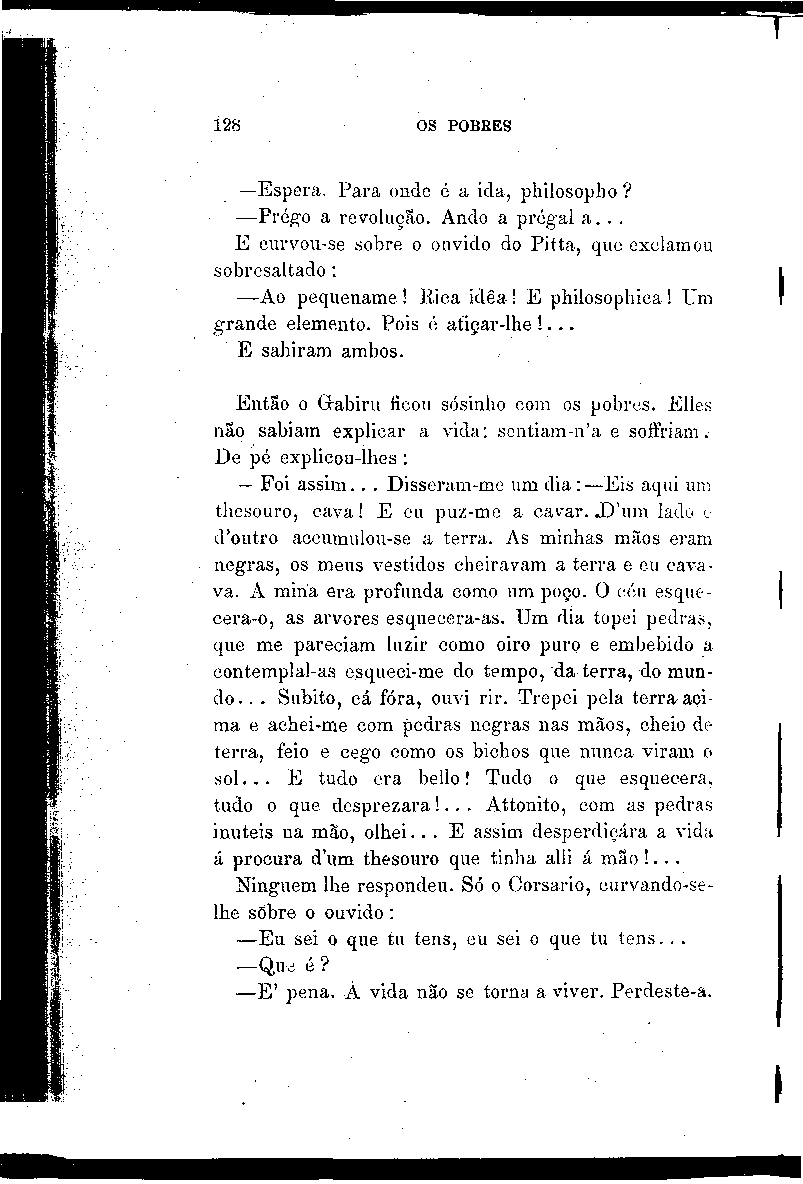 128 OS POBRES
—Espera. Para onde é a ida, philosopho?
—Prégo a revolução. Ando a prégal a...
E curvou-se sobre o ouvido do Pitta, que exclamou
sobresaltado:
—Ao pequename! Rica idêa! E philosophica! Um
grande elemento. Pois é atiçar-lhe!...
E sahiram ambos.
Então o Gabiru ficou sósinho com os pobres. Elles
não sabiam explicar a vida: sentiam-n'a e soffriam.
De pé explicou-lhes:
— Foi assim... Disseram-me um dia:—Eis aqui um
thesouro, cava! E eu puz-me a cavar. D'um lado e
d'outro accumulou-se a terra. As minhas mãos eram
negras, os meus vestidos cheiravam a terra e eu cava-
va. A mina era profunda como um poço. O céu esque-
cera-o, as arvores esquecera-as. Um dia topei pedras,
que me pareciam luzir como oiro puro e embebido a
contemplal-as esqueci-me do tempo, da terra, do mun-
do... Subito, cá fóra, ouvi rir. Trepei pela terra aci-
ma e achei-me com pedras negras nas mãos, cheio de
terra, feio e cego como os bichos que nunca viram o
sol... E tudo era bello! Tudo o que esquecera,
tudo o que desprezara!... Attonito, com as pedras
inuteis na mão, olhei... E assim desperdiçára a vida
á procura d'um thesouro que tinha alli á mão!...
Ninguem lhe respondeu. Só o Corsario, curvando-se-
lhe sôbre o ouvido:
—Eu sei o que tu tens, eu sei o que tu tens...
—Que é?
—E' pena. A vida não se torna a viver. Perdeste-a.